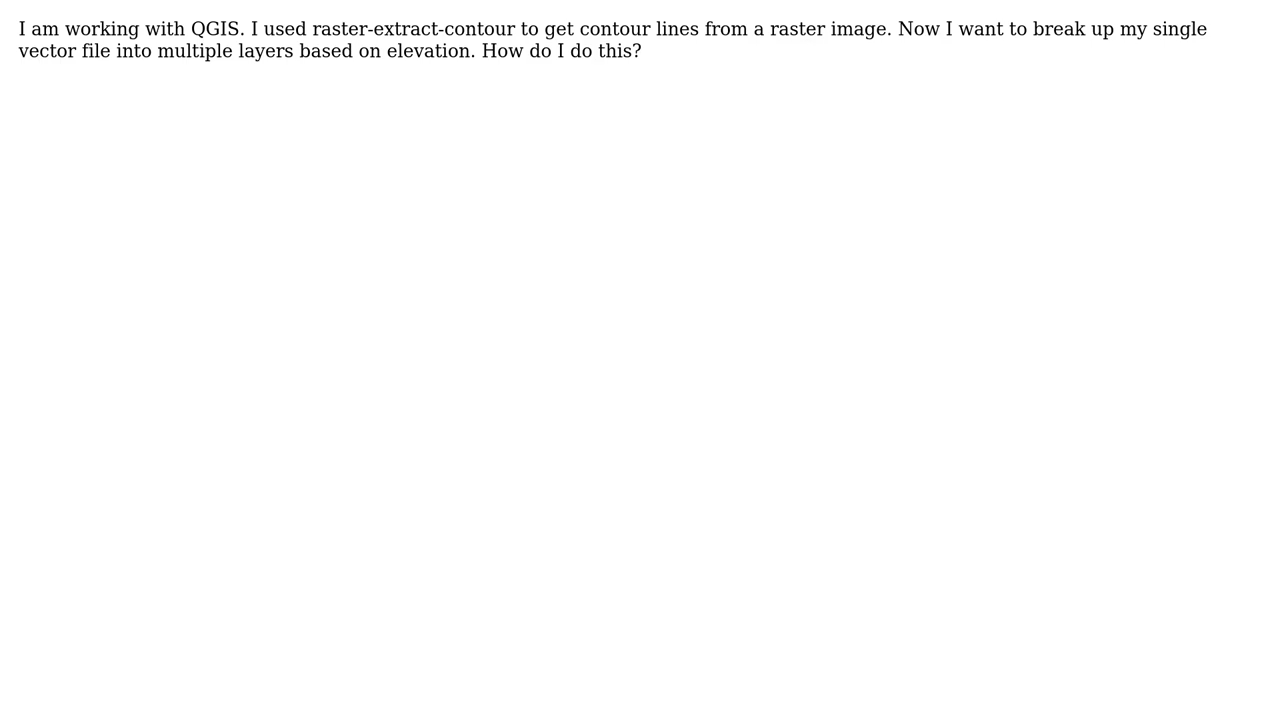 I am working with QGIS. I used raster-extract-contour to get contour lines from a raster image. Now I want to break up my single
vector file into multiple layers based on elevation. How do I do this?